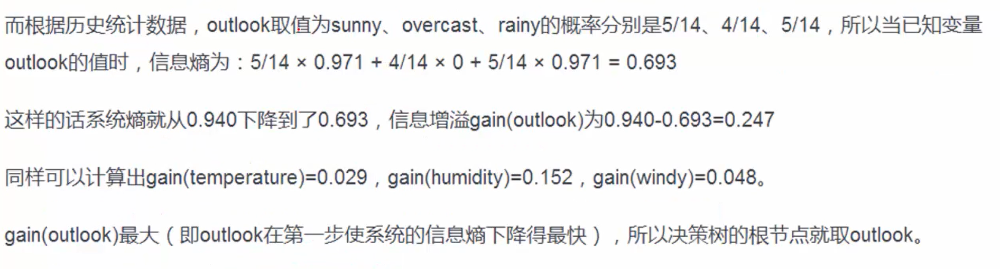 而根据历史统计数据，outlook取值为sunny、overcast、rainy的概率分别是5/14、4/14、5/14，所以当已知变量
outlook的值时，信息熵为：5/14 × 0.971 + 4/14 × 0 + 5/14 × 0.971 = 0.693
这样的话系统熵就从0.940下降到了0.693，信息增溢gain(outlook)为0.940-0.693=0.247
同样可以计算出gain(temperature)=0.029，gain(humidity)=0.152，gain(windy)=0.048。
gain(outlook)最大（即outlook在第一步使系统的信息熵下降得最快），所以决策树的根节点就取outlook。